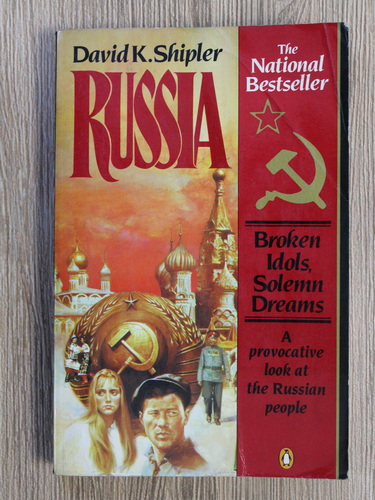 David K. Shipler
RUSSIA
The
National
Bestseller
Broken
Idols,
Solemn
Dreams
A
provocative
look at
the Russian
people